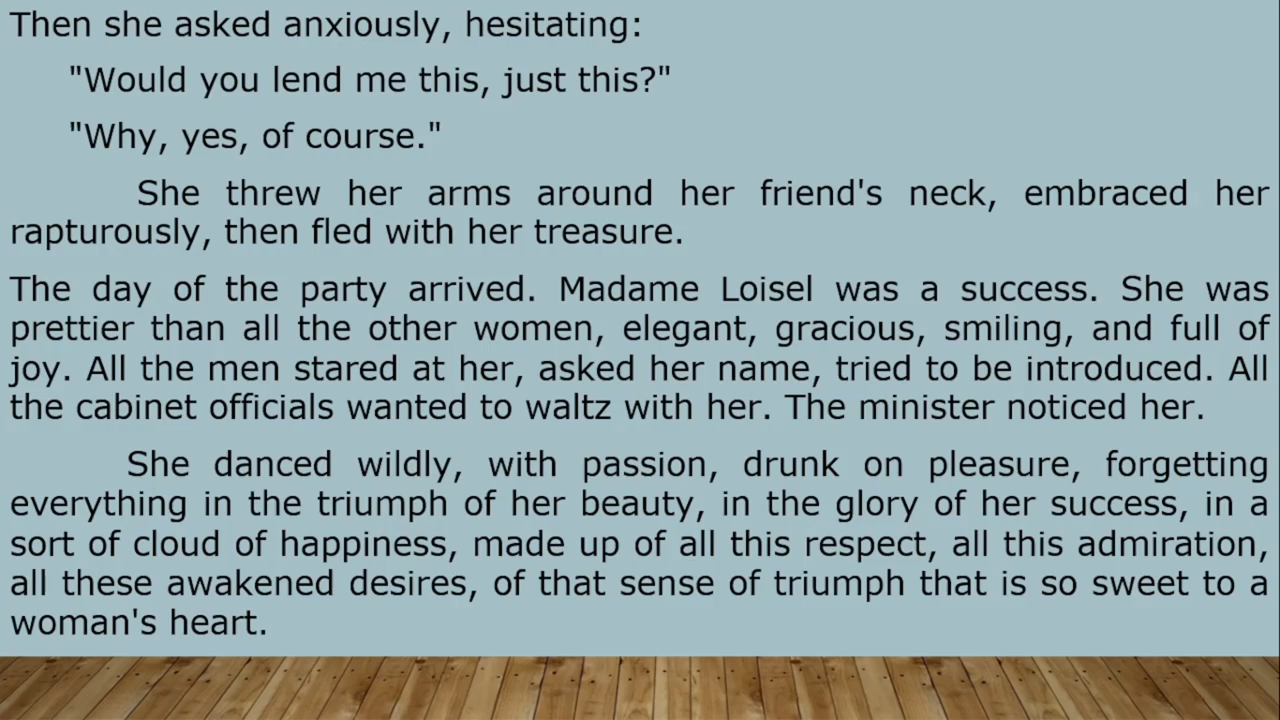 Then she asked anxiously, hesitating:
"Would you lend me this, just this?"
"Why, yes, of course."
She threw her arms around her friend's neck, embraced her
rapturously, then fled with her treasure.
The day of the party arrived. Madame Loisel was a success. She was
prettier than all the other women, elegant, gracious, smiling, and full of
joy. All the men stared at her, asked her name, tried to be introduced. All
the cabinet officials wanted to waltz with her. The minister noticed her.
She danced wildly, with passion, drunk on pleasure, forgetting
everything in the triumph of her beauty, in the glory of her success, in a
sort of cloud of happiness, made up of all this respect, all this admiration,
all these awakened desires, of that sense of triumph that is so sweet to a
woman's heart.